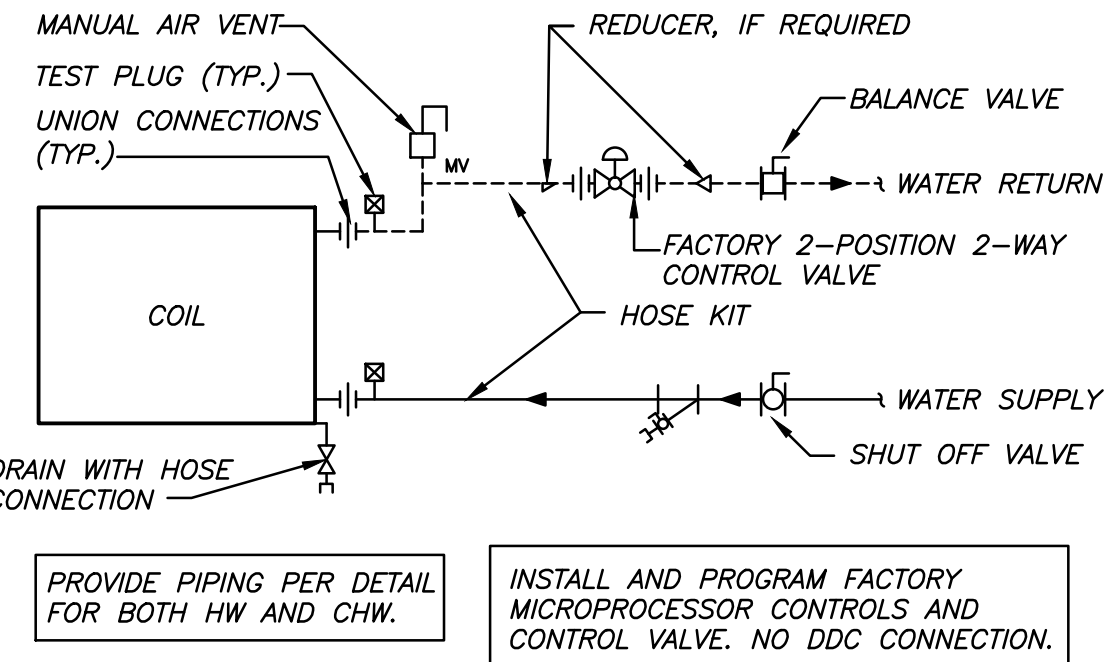 MANUAL AIR VENT
REDUCER, IF REQUIRED
TEST PLUG (TYP.)
BALANCE VALVE
UNION CONNECTIONS
(TYP.)
MV
WATER RETURN
FACTORY 2-POSITION 2-WAY
CONTROL VALVE
COIL
HOSE KIT
WATER SUPPLY
SHUT OFF VALVE
DRAIN WITH HOSE
CONNECTION
PROVIDE PIPING PER DETAIL
FOR BOTH HW AND CHW.
INSTALL AND PROGRAM FACTORY
MICROPROCESSOR CONTROLS AND
CONTROL VALVE. NO DDC CONNECTION.